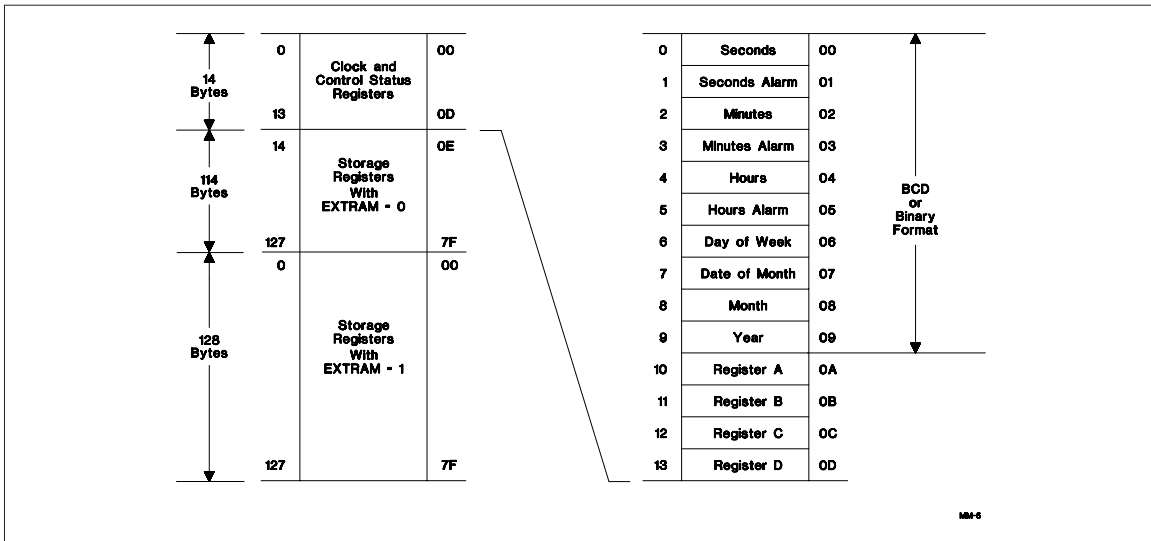 14
Bytes
114
Bytes
128
Bytes
0 00
Clock and
Control Status
Registers
13 0D
14 0E
Storage
Registers
With
EXTRAM - 0
127 7F
0 00
Storage
Registers
With
EXTRAM - 1
127 7F
0 Seconds 00
1 Seconds Alarm 01
2 Minutes 02
3 Minutes Alarm 03
4 Hours 04
5 Hours Alarm 05
6 Day of Week 06
7 Date of Month 07
8 Month 08
9 Year 09
10 Register A 0A
11 Register B 0B
12 Register C 0C
13 Register D 0D
BCD
or
Binary
Format
MM-6